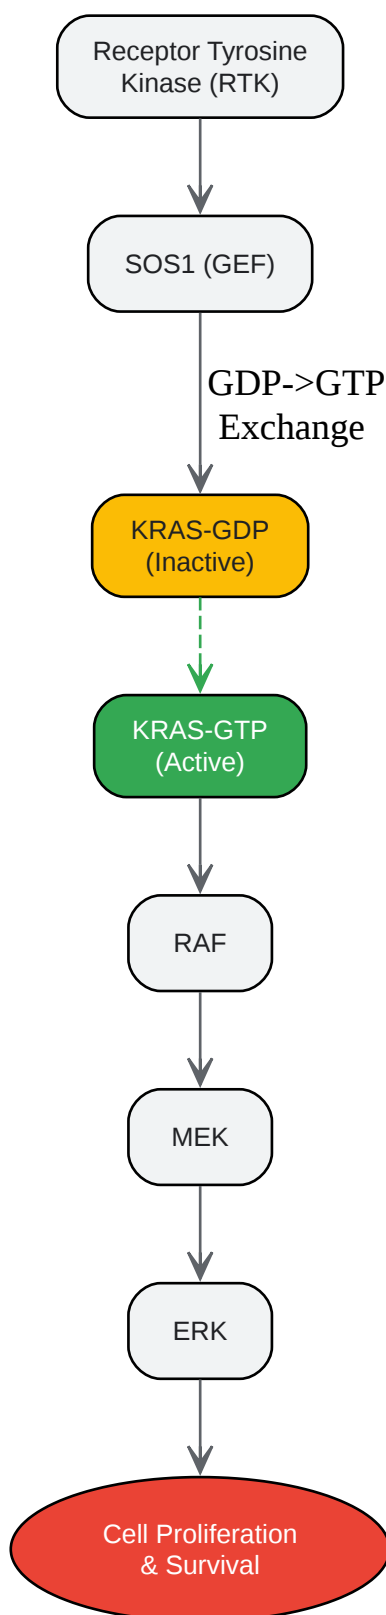 Receptor Tyrosine
Kinase (RTK)
SOS1 (GEF)
GDP->GTP
Exchange
KRAS-GDP
(Inactive)
KRAS-GTP
(Active)
RAF
MEK
ERK
Cell Proliferation
& Survival